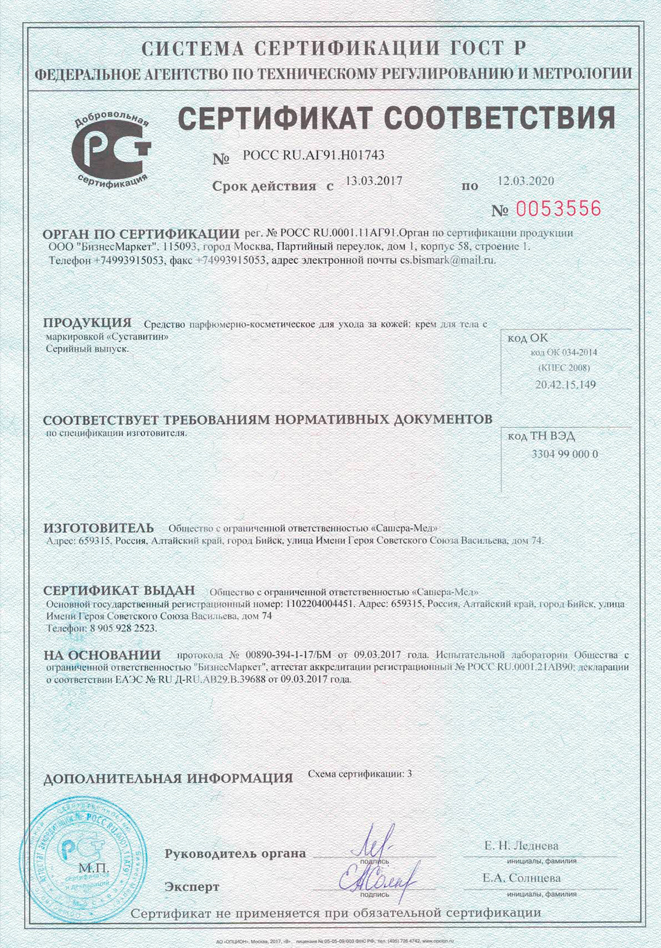 СИСТЕМА СЕРТИФИКАЦИИ ГОСТ Р
ФЕДЕРАЛЬНОЕ АГЕНТСТВО ПО ТЕХНИЧЕСКОМУ РЕГУЛИРОВАНИЮ И МЕТРОЛОГИИ
Добровольная
РСТ
сертификация
СЕРТИФИКАТ СООТВЕТСТВИЯ
№ РОСС RU.АГ91.Н01743
Срок действия с 13.03.2017 по 12.03.2020
№ 0053556
ОРГАН ПО СЕРТИФИКАЦИИ рег. № РОСС RU.0001.11АГ91.Орган по сертификации продукции
ООО "БизнесМаркет". 115093, город Москва, Партийный переулок, дом 1, корпус 58, строение 1.
Телефон +74993915053, факс +74993915053, адрес электронной почты cs.bismark@mail.ru.
ПРОДУКЦИЯ Средство парфюмерно-косметическое для ухода за кожей: крем для тела с
маркировкой «Суставитин»
Серийный выпуск.
код ОК
код ОК 034-2014
(КПЕС 2008)
20.42.15.149
СООТВЕТСТВУЕТ ТРЕБОВАНИЯМ НОРМАТИВНЫХ ДОКУМЕНТОВ
по спецификации изготовителя.
код ТН ВЭД
3304 99 000 0
ИЗГОТОВИТЕЛЬ Общество с ограниченной ответственностью «Сашера-Мед»
Адрес: 659315, Россия, Алтайский край, город Бийск, улица Имени Героя Советского Союза Васильева, дом 74.
СЕРТИФИКАТ ВЫДАН Общество с ограниченной ответственностью «Сашера-Мед»
Основной государственный регистрационный номер: 1102204004451. Адрес: 659315, Россия, Алтайский край, город Бийск, улица
Имени Героя Советского Союза Васильева, дом 74
Телефон: 8 905 928 2523.
НА ОСНОВАНИИ протокола № 00890-394-1-17/БМ от 09.03.2017 года. Испытательной лаборатории Общества с
ограниченной ответственностью "БизнесМаркет", аттестат аккредитации регистрационный № РОСС RU.0001.21АВ90; декларации
о соответствии ЕАЭС № RU Д-RU.АВ29.В.39688 от 09.03.2017 года.
ДОПОЛНИТЕЛЬНАЯ ИНФОРМАЦИЯ Схема сертификации: 3
М.П.
Руководитель органа
подпись
Е. Н. Леднева
инициалы, фамилия
Эксперт
подпись
Е.А. Солнцева
инициалы, фамилия
Сертификат не применяется при обязательной сертификации